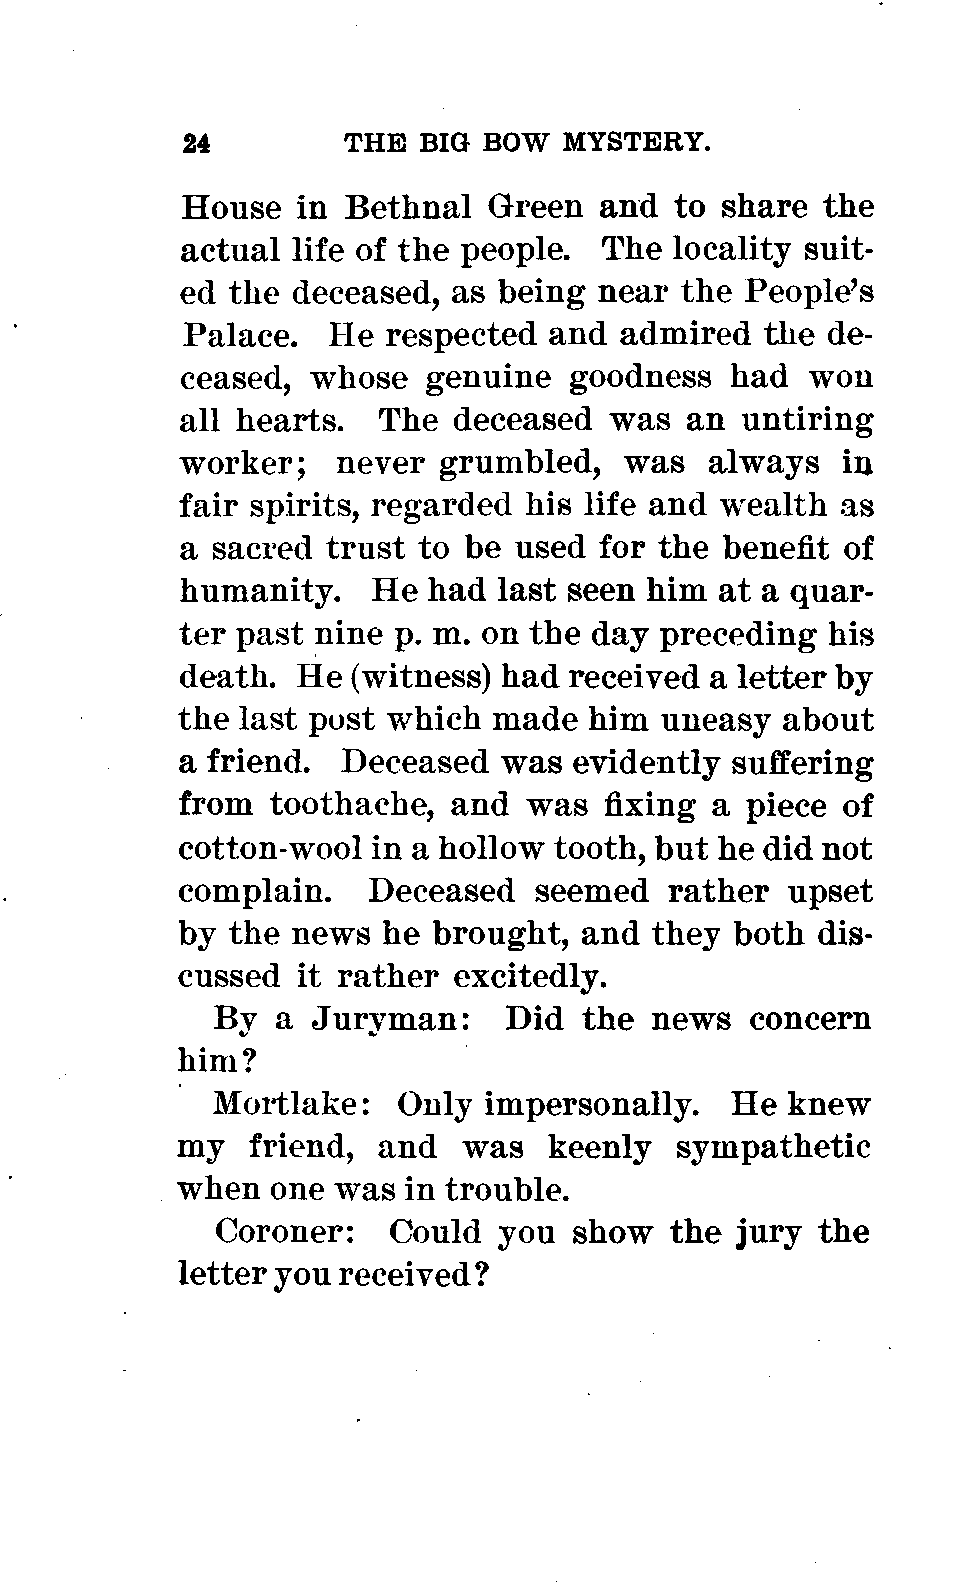 24 THE BIG BOW MYSTERY.
House in Bethnal Green and to share the
actual life of the people. The locality suit-
ed the deceased, as being near the People's
Palace. He respected and admired the de-
ceased, whose genuine goodness had won
all hearts. The deceased was an untiring
worker; never grumbled, was always in
fair spirits, regarded his life and wealth as
a sacred trust to be used for the benefit of
humanity. He had last seen him at a quar-
ter past nine p. m. on the day preceding his
death. He (witness) had received a letter by
the last post which made him uneasy about
a friend. Deceased was evidently suffering
from toothache, and was fixing a piece of
cotton-wool in a hollow tooth, but he did not
complain. Deceased seemed rather upset
by the news he brought, and they both dis-
cussed it rather excitedly.
By a Juryman: Did the news concern
him?
Mortlake: Only impersonally. He knew
my friend, and was keenly sympathetic
when one was in trouble.
Coroner: Could you show the jury the
letter you received?